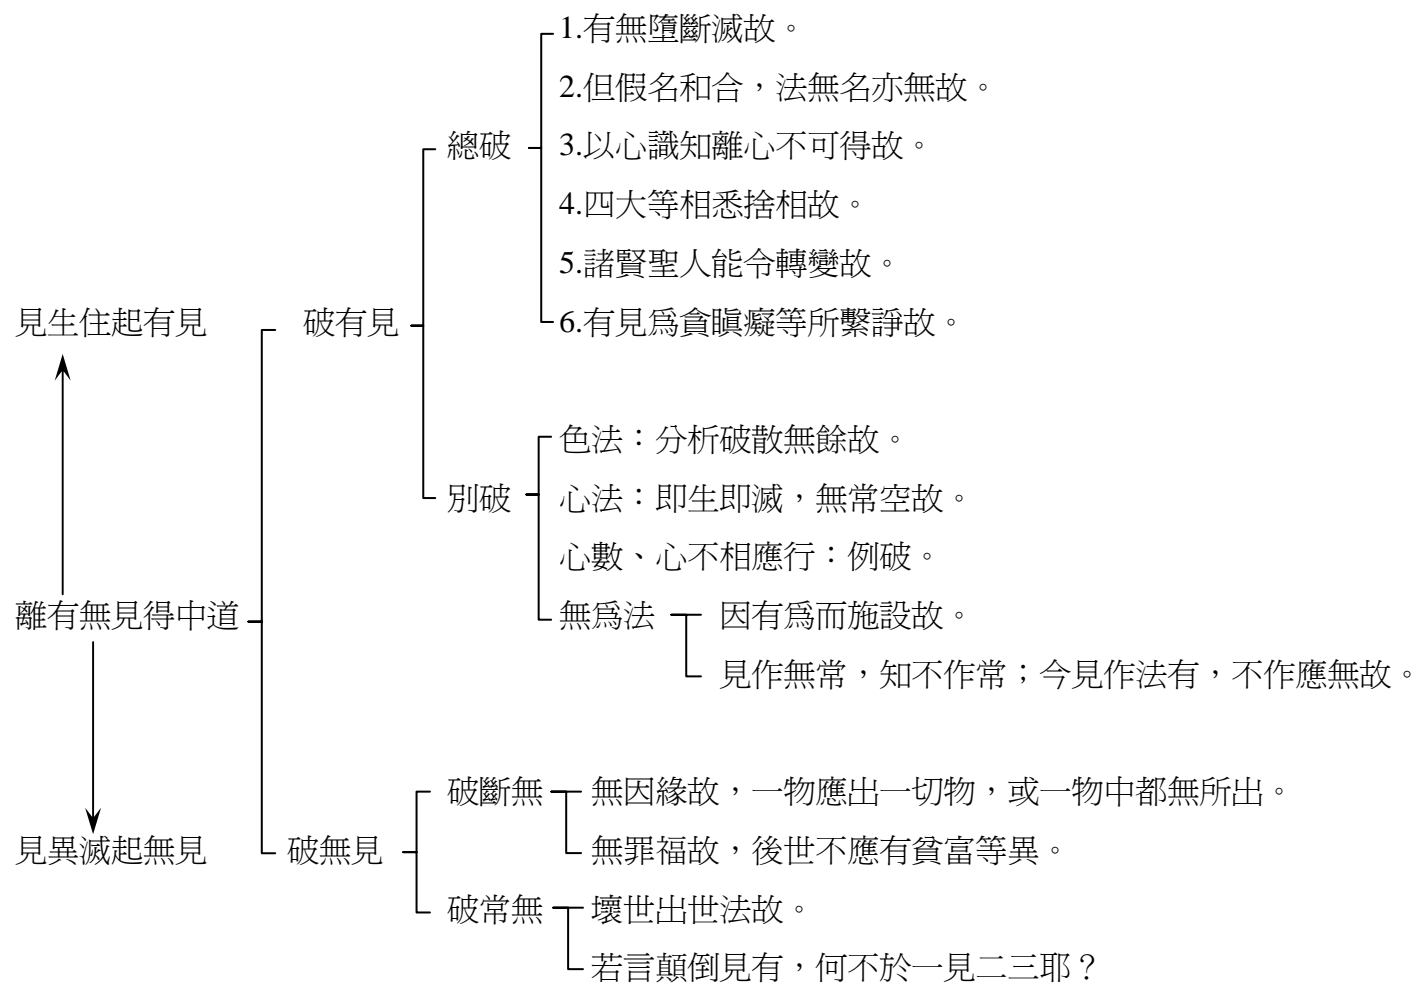 1.有無墮斷滅故。
2.但假名和合，法無名亦無故。
總破
3.以心識知離心不可得故。
4.四大等相悉捨相故。
5.諸賢聖人能令轉變故。
見生住起有見
破有見
6.有見為貪瞋癡等所繫諍故。
色法：分析破散無餘故。
別破
心法：即生即滅，無常空故。
心數、心不相應行：例破。
離有無見得中道
無為法
因有為而施設故。
見作無常，知不作常；今見作法有，不作應無故。
破斷無
無因緣故，一物應出一切物，或一物中都無所出。
見異滅起無見
破無見
無罪福故，後世不應有貧富等異。
破常無
壞世出世法故。
若言顛倒見有，何不於一見二三耶？